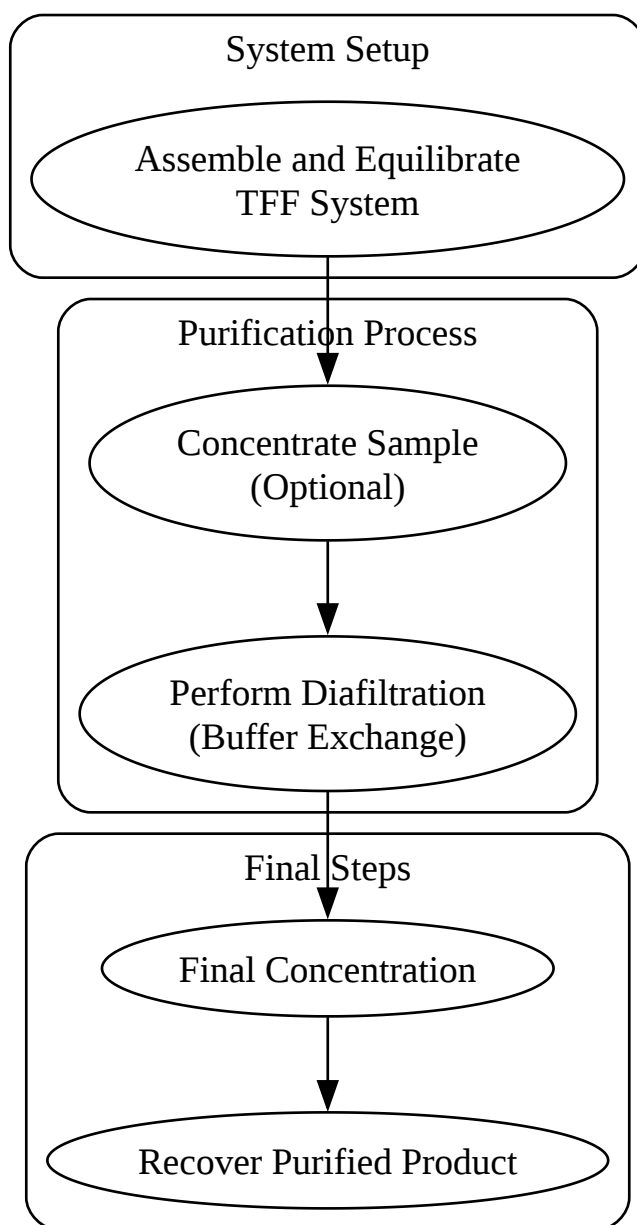 System Setup
Assemble and Equilibrate
TFF System
Purification Process
Concentrate Sample
(Optional)
Perform Diafiltration
(Buffer Exchange)
Final Steps
Final Concentration
Recover Purified Product